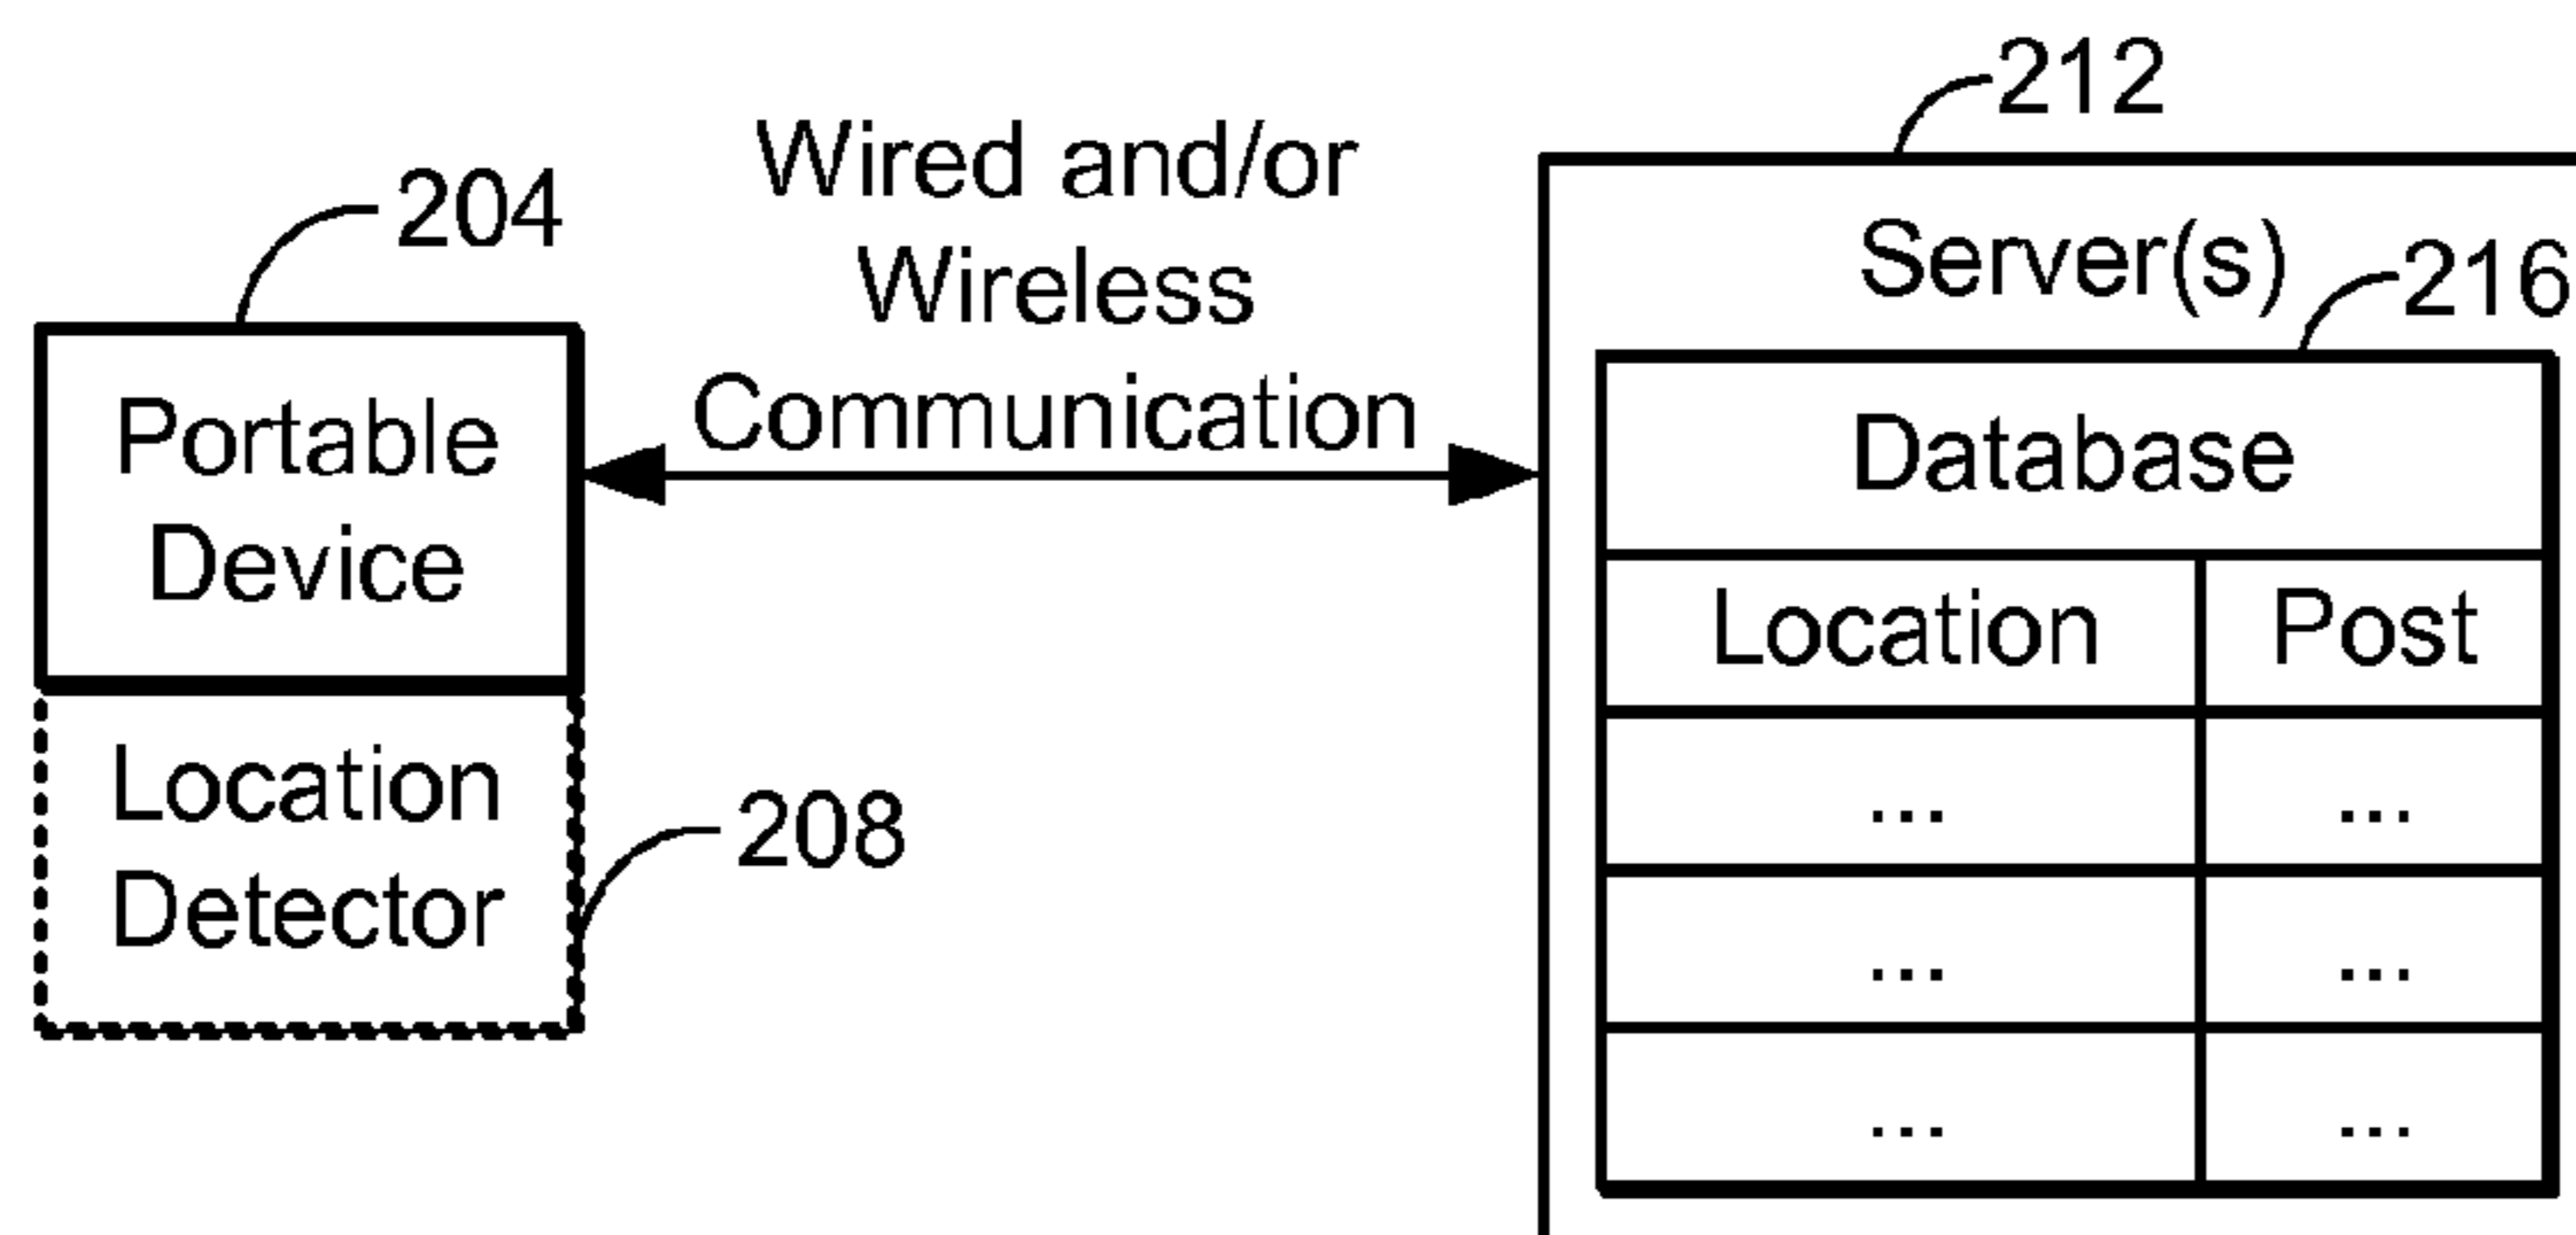 212
204
Wired and/or
Wireless
Communication
Server(s)
216
Portable
Device
Database
Location Post
Location
Detector
208
... ...
... ...
... ...